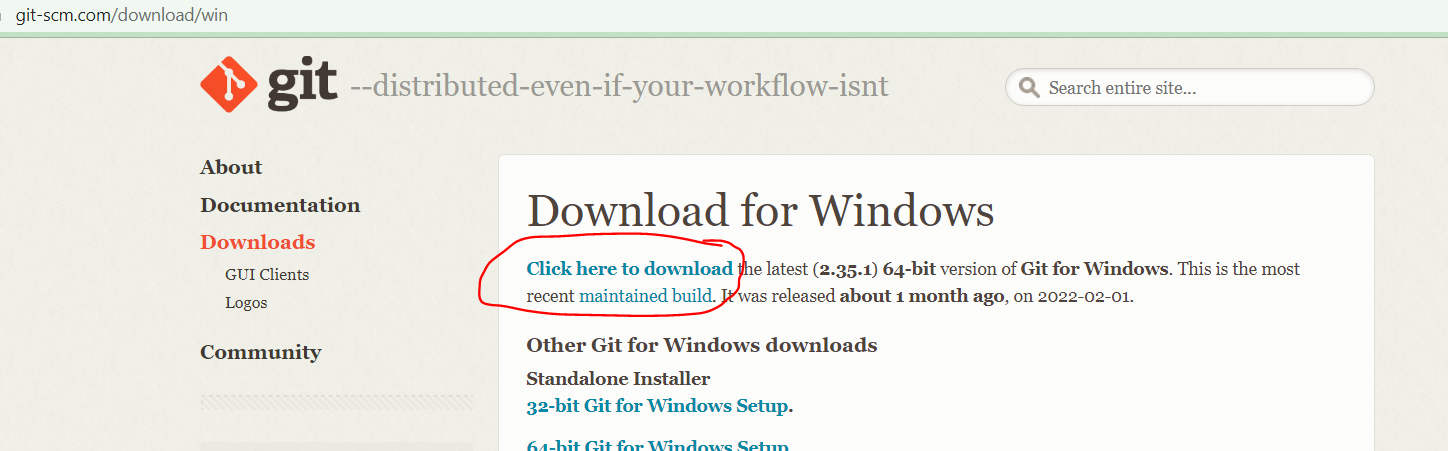 git-scm.com/download/win
git --distributed-even-if-your-workflow-isnt
Search entire site...
About
Documentation
Downloads
GUI Clients
Logos
Community
Download for Windows
Click here to download the latest (2.35.1) 64-bit version of Git for Windows. This is the most
recent maintained build. It was released about 1 month ago, on 2022-02-01.
Other Git for Windows downloads
Standalone Installer
32-bit Git for Windows Setup.
64-bit Git for Windows Setup